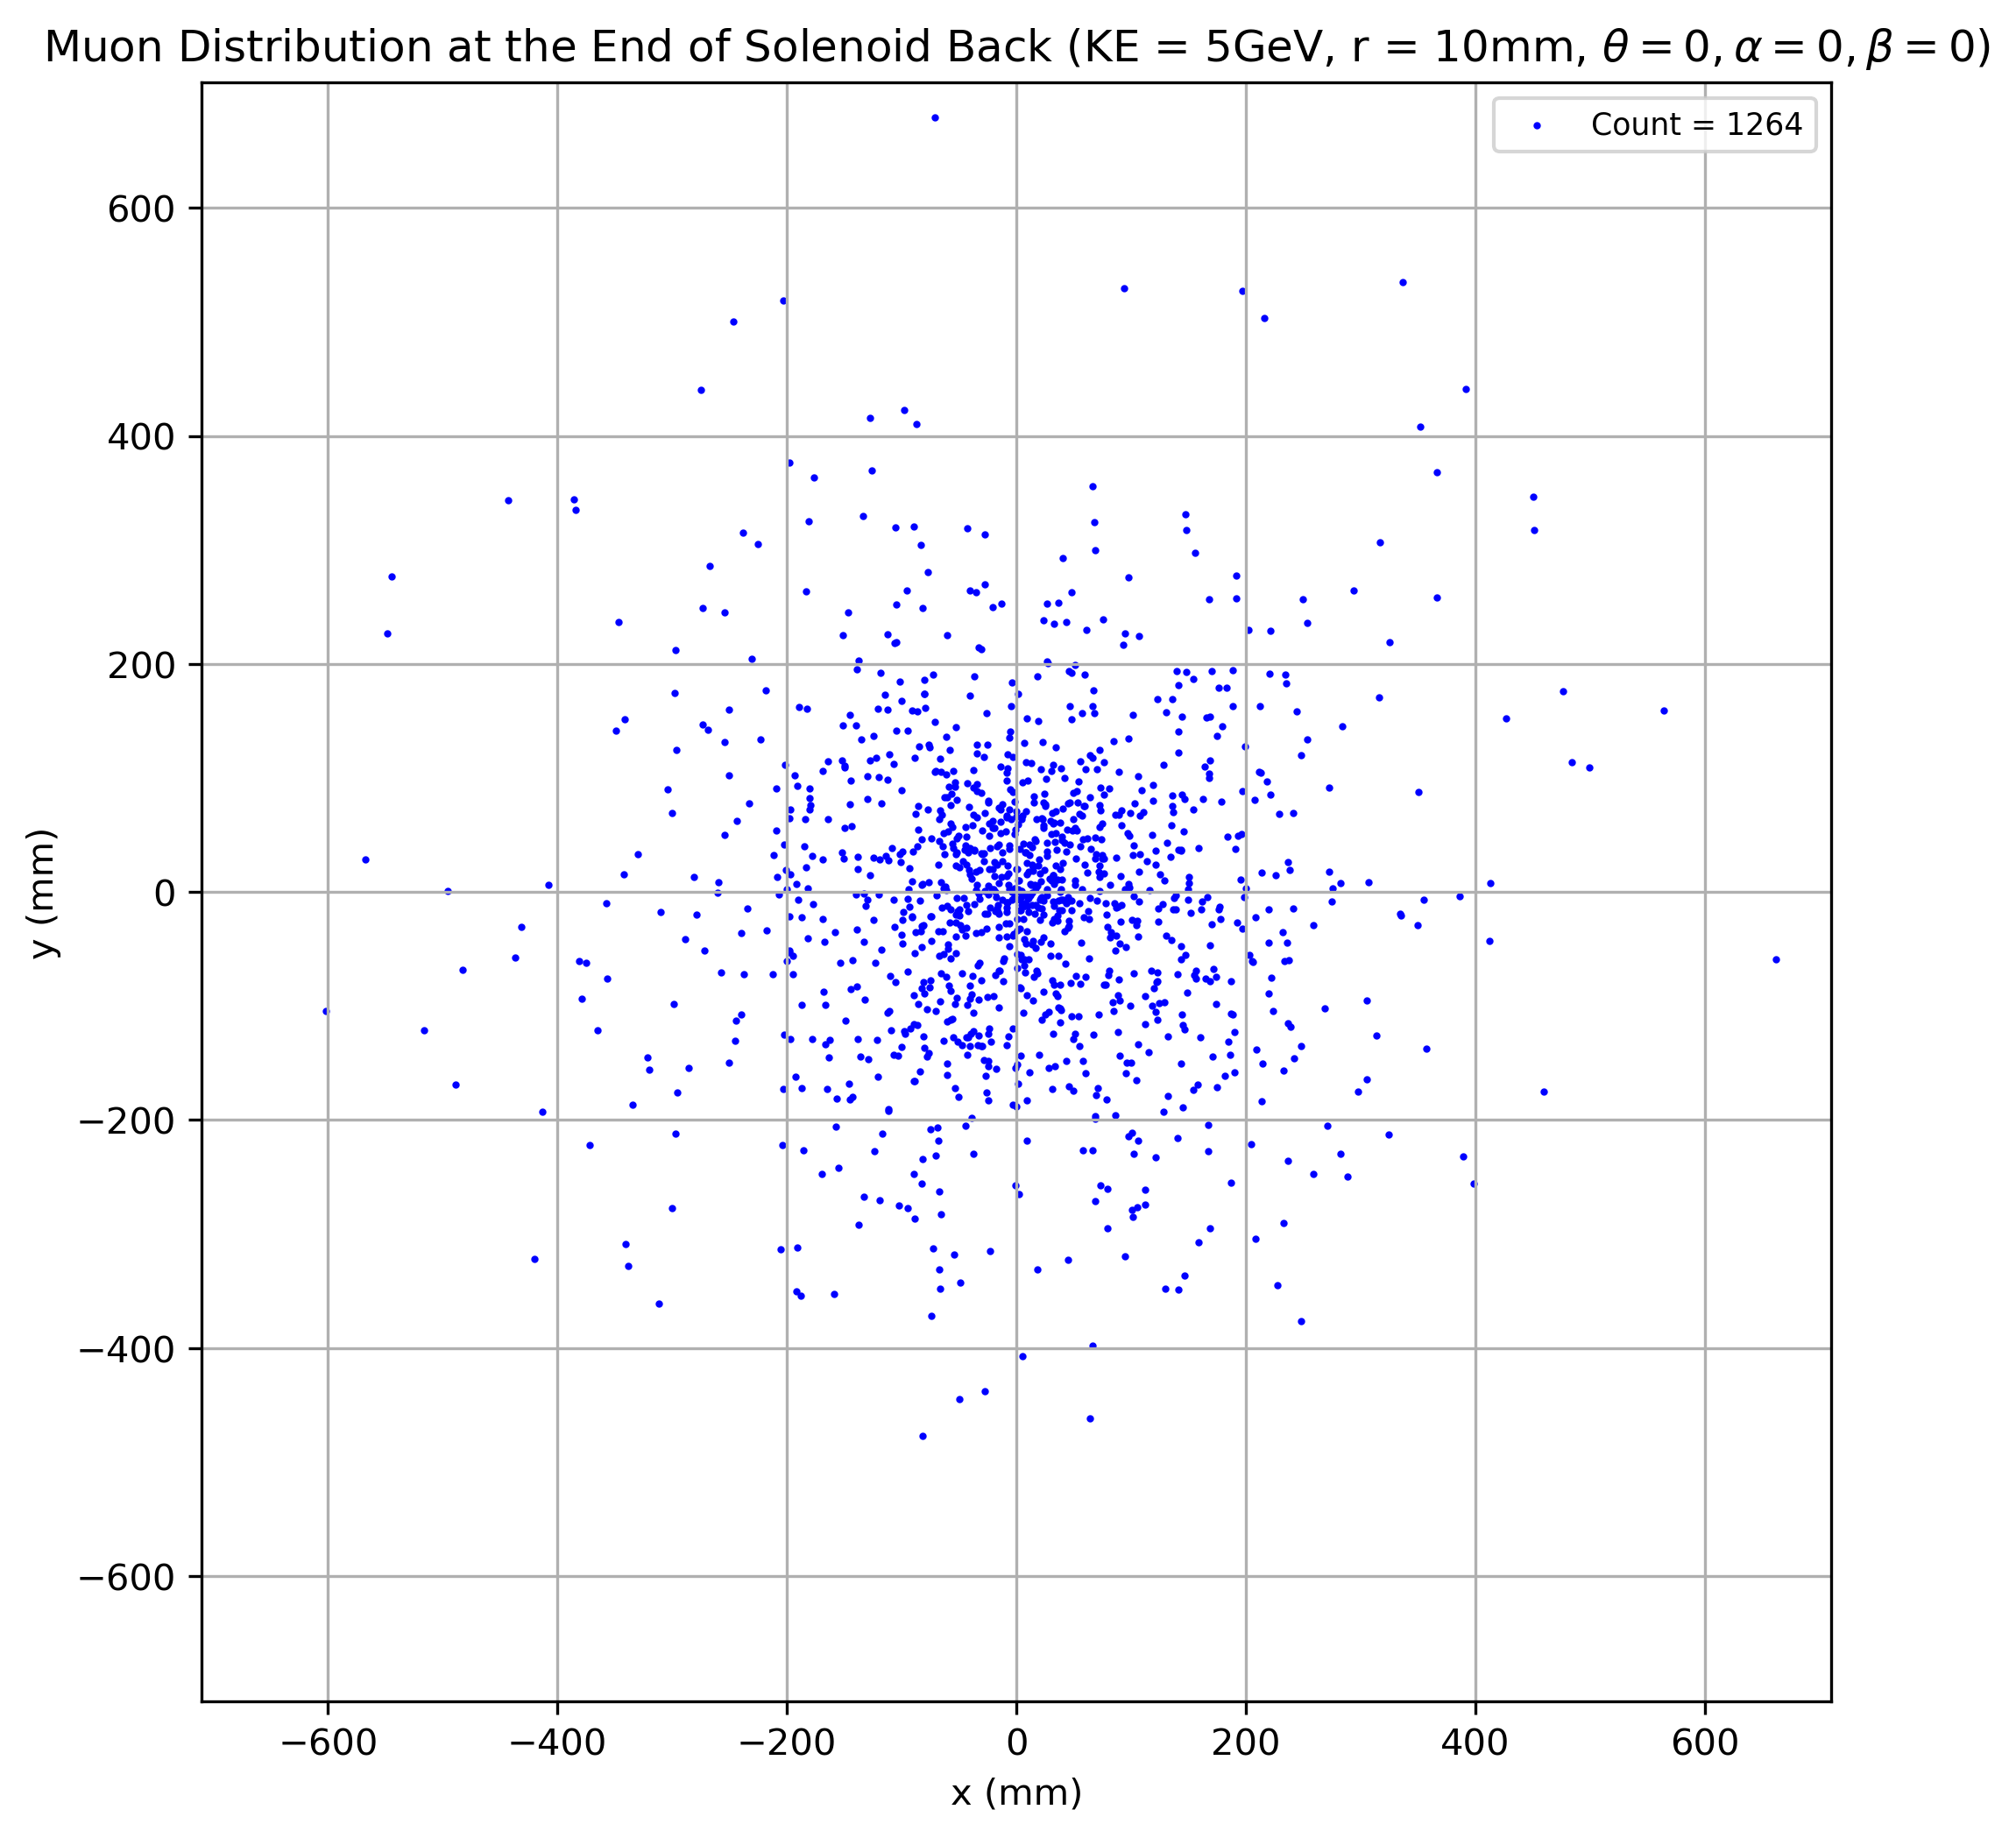 Muon Distribution at the End of Solenoid Back (KE = 5GeV, r = 10mm, θ = 0, α = 0, β = 0)
Count = 1264
600
400
200
0
−200
−400
−600
y (mm)
−600 −400 −200 0 200 400 600
x (mm)